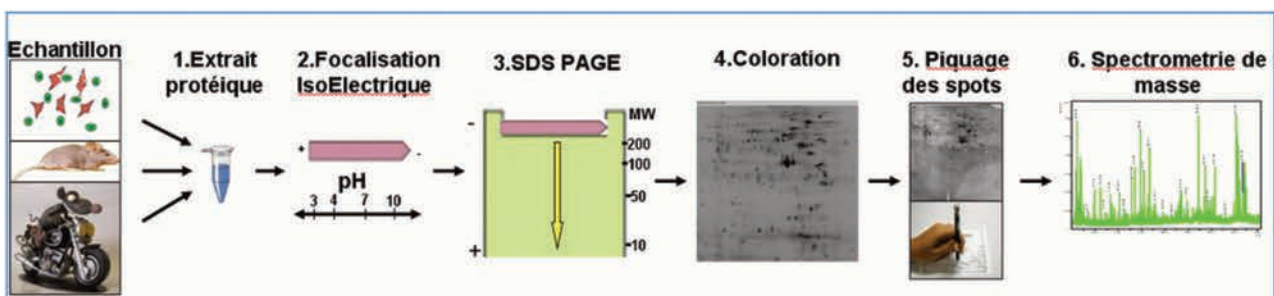 Echantillon
1.Extrait
protéique
2.Focalisation
IsoElectrique
3.SDS PAGE
4.Coloration
5. Piquage
des spots
6. Spectrometrie de
masse
+ -
pH
3 4 7 10
- MW
200
100
50
10
+